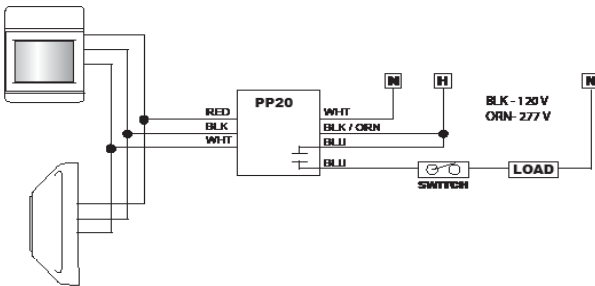 N H N
PP20
BLK - 120 V
ORN- 277 V
RED WHT
BLK BLK / ORN
WHT BLU
BLU
LOAD
SWITCH